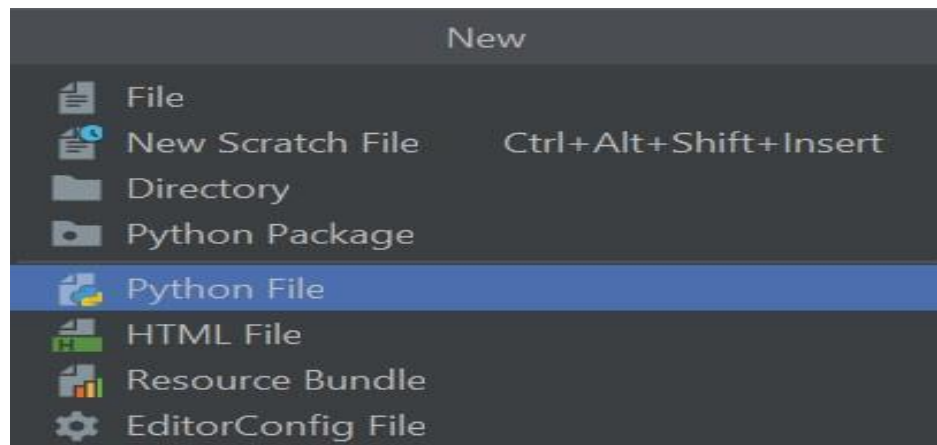 New
File
New Scratch File Ctrl+Alt+Shift+Insert
Directory
Python Package
Python File
H
HTML File
Resource Bundle
EditorConfig File